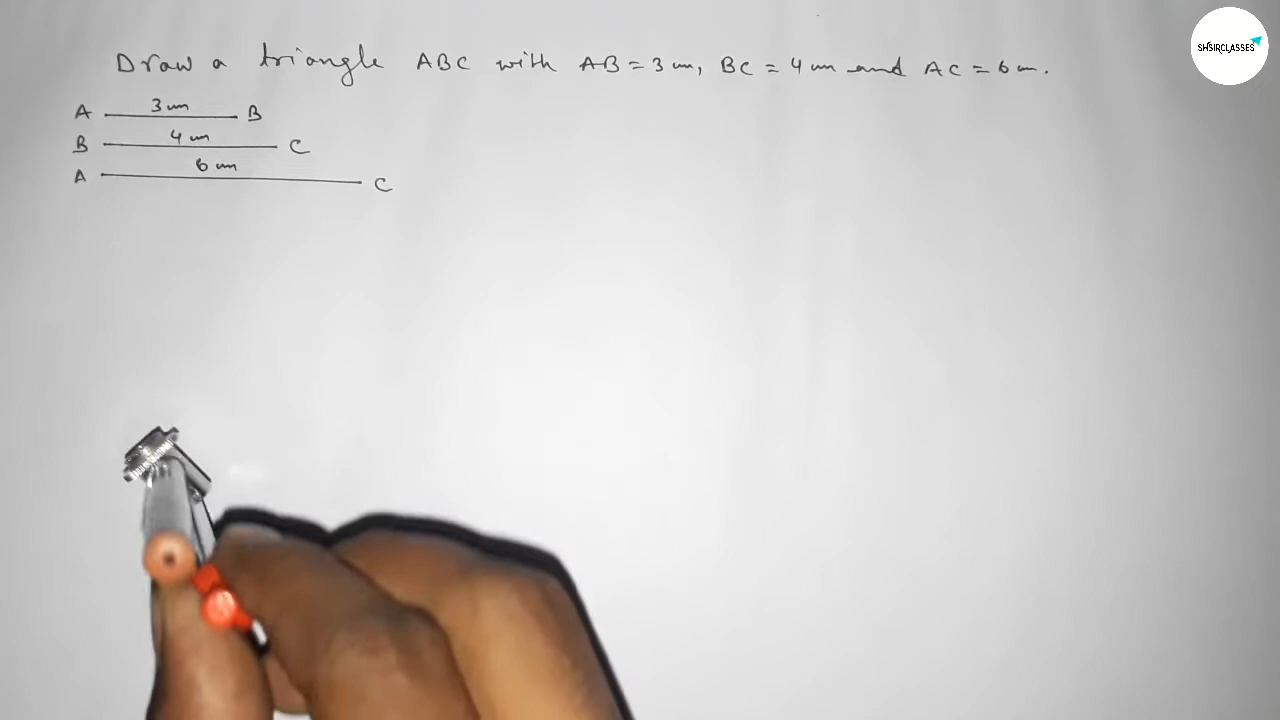 Draw a triangle ABC with AB = 3 cm, BC = 4 cm and AC = 6 cm.
A 3 cm B
B 4 cm C
A 6 cm C
SHSIRCLASSES